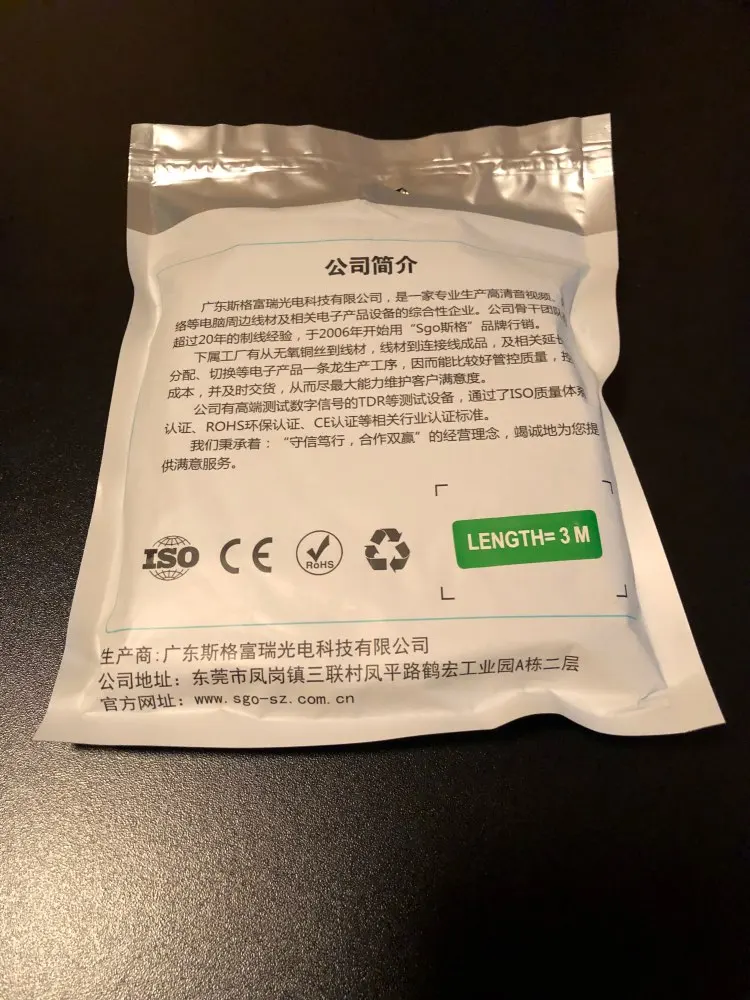 公司简介
广东斯格富瑞光电科技有限公司，是一家专业生产高清音视频、
络等电脑周边线材及相关电子产品设备的综合性企业。公司骨干团队
超过20年的制线经验，于2006年开始用“Sgo斯格”品牌行销。
下属工厂有从无氧铜丝到线材，线材到连接线成品，及相关延长
分配、切换等电子产品一条龙生产工序，因而能比较好管控质量，控
成本，并及时交货，从而尽最大能力维护客户满意度。
公司有高端测试数字信号的TDR等测试设备，通过了ISO质量体系
认证、ROHS环保认证、CE认证等相关行业认证标准。
我们秉承着：“守信笃行，合作双赢”的经营理念，竭诚地为您提
供满意服务。
LENGTH= 3 M
ISO CE RoHS
生产商:广东斯格富瑞光电科技有限公司
公司地址：东莞市凤岗镇三联村凤平路鹤宏工业园A栋二层
官方网址：www.sgo-sz.com.cn